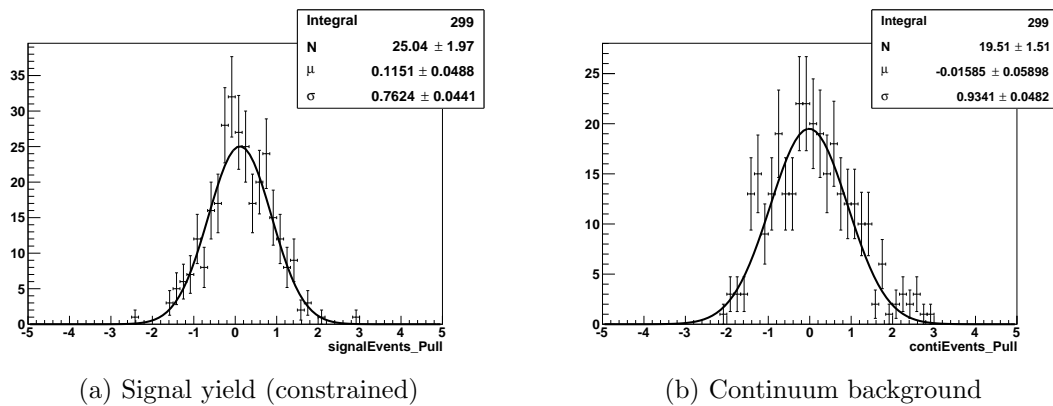 Integral 299
N 25.04 ± 1.97
μ 0.1151 ± 0.0488
σ 0.7624 ± 0.0441
35
30
25
20
15
10
5
0
-5 -4 -3 -2 -1 0 1 2 3 4 5
signalEvents_Pull
(a) Signal yield (constrained)
Integral 299
N 19.51 ± 1.51
μ -0.01585 ± 0.05898
σ 0.9341 ± 0.0482
25
20
15
10
5
0
-5 -4 -3 -2 -1 0 1 2 3 4 5
contiEvents_Pull
(b) Continuum background